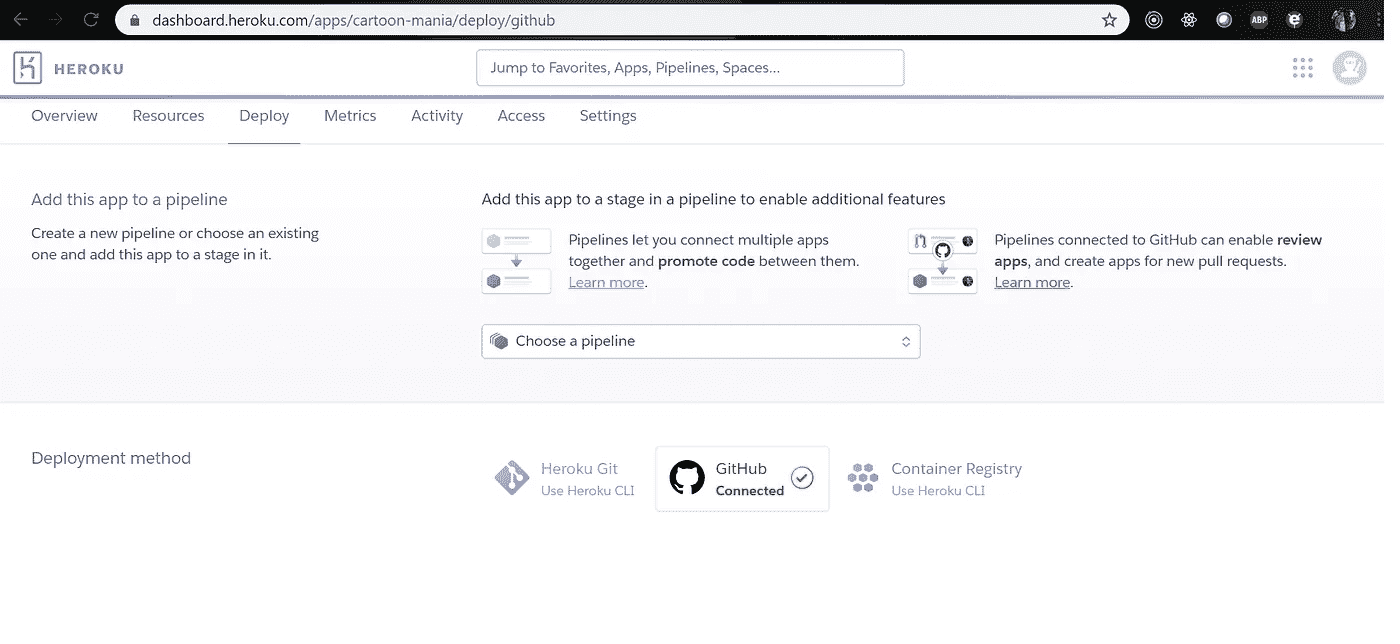 dashboard.heroku.com/apps/cartoon-mania/deploy/github
ABP
HEROKU
Jump to Favorites, Apps, Pipelines, Spaces...
Overview Resources Deploy Metrics Activity Access Settings
Add this app to a pipeline
Create a new pipeline or choose an existing
one and add this app to a stage in it.
Add this app to a stage in a pipeline to enable additional features
Pipelines let you connect multiple apps
together and promote code between them.
Learn more.
Pipelines connected to GitHub can enable review
apps, and create apps for new pull requests.
Learn more.
Choose a pipeline
Deployment method
Heroku Git
Use Heroku CLI
GitHub
Connected
Container Registry
Use Heroku CLI